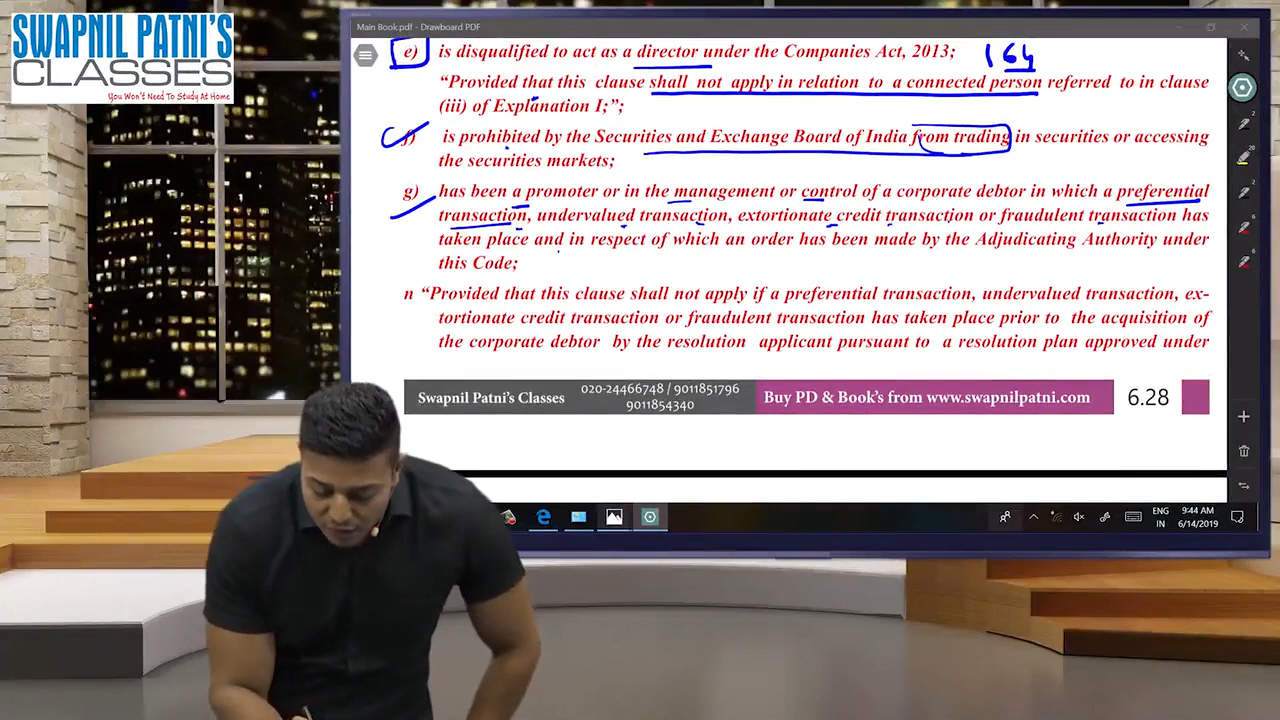 SWAPNIL PATNI'S
CLASSES
You Won't Need To Study At Home
Main Book.pdf - Drawboard PDF
e) is disqualified to act as a director under the Companies Act, 2013;
164
“Provided that this clause shall not apply in relation to a connected person referred to in clause
(iii) of Explanation I;”;
f) is prohibited by the Securities and Exchange Board of India from trading in securities or accessing
the securities markets;
g) has been a promoter or in the management or control of a corporate debtor in which a preferential
transaction, undervalued transaction, extortionate credit transaction or fraudulent transaction has
taken place and in respect of which an order has been made by the Adjudicating Authority under
this Code;
n “Provided that this clause shall not apply if a preferential transaction, undervalued transaction, ex-
tortionate credit transaction or fraudulent transaction has taken place prior to the acquisition of
the corporate debtor by the resolution applicant pursuant to a resolution plan approved under
Swapnil Patni's Classes
020-24466748 / 9011851796
9011854340
Buy PD & Book's from www.swapnilpatni.com
6.28
ENG
IN
9:44 AM
6/14/2019